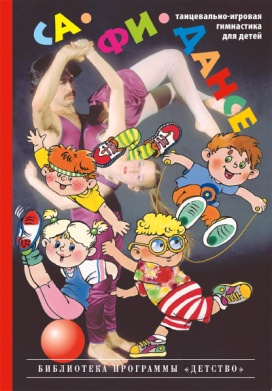 СА•ФИ•ДАНСЕ
танцевально-игровая
гимнастика
для детей
БИБЛИОТЕКА ПРОГРАММЫ «ДЕТСТВО»